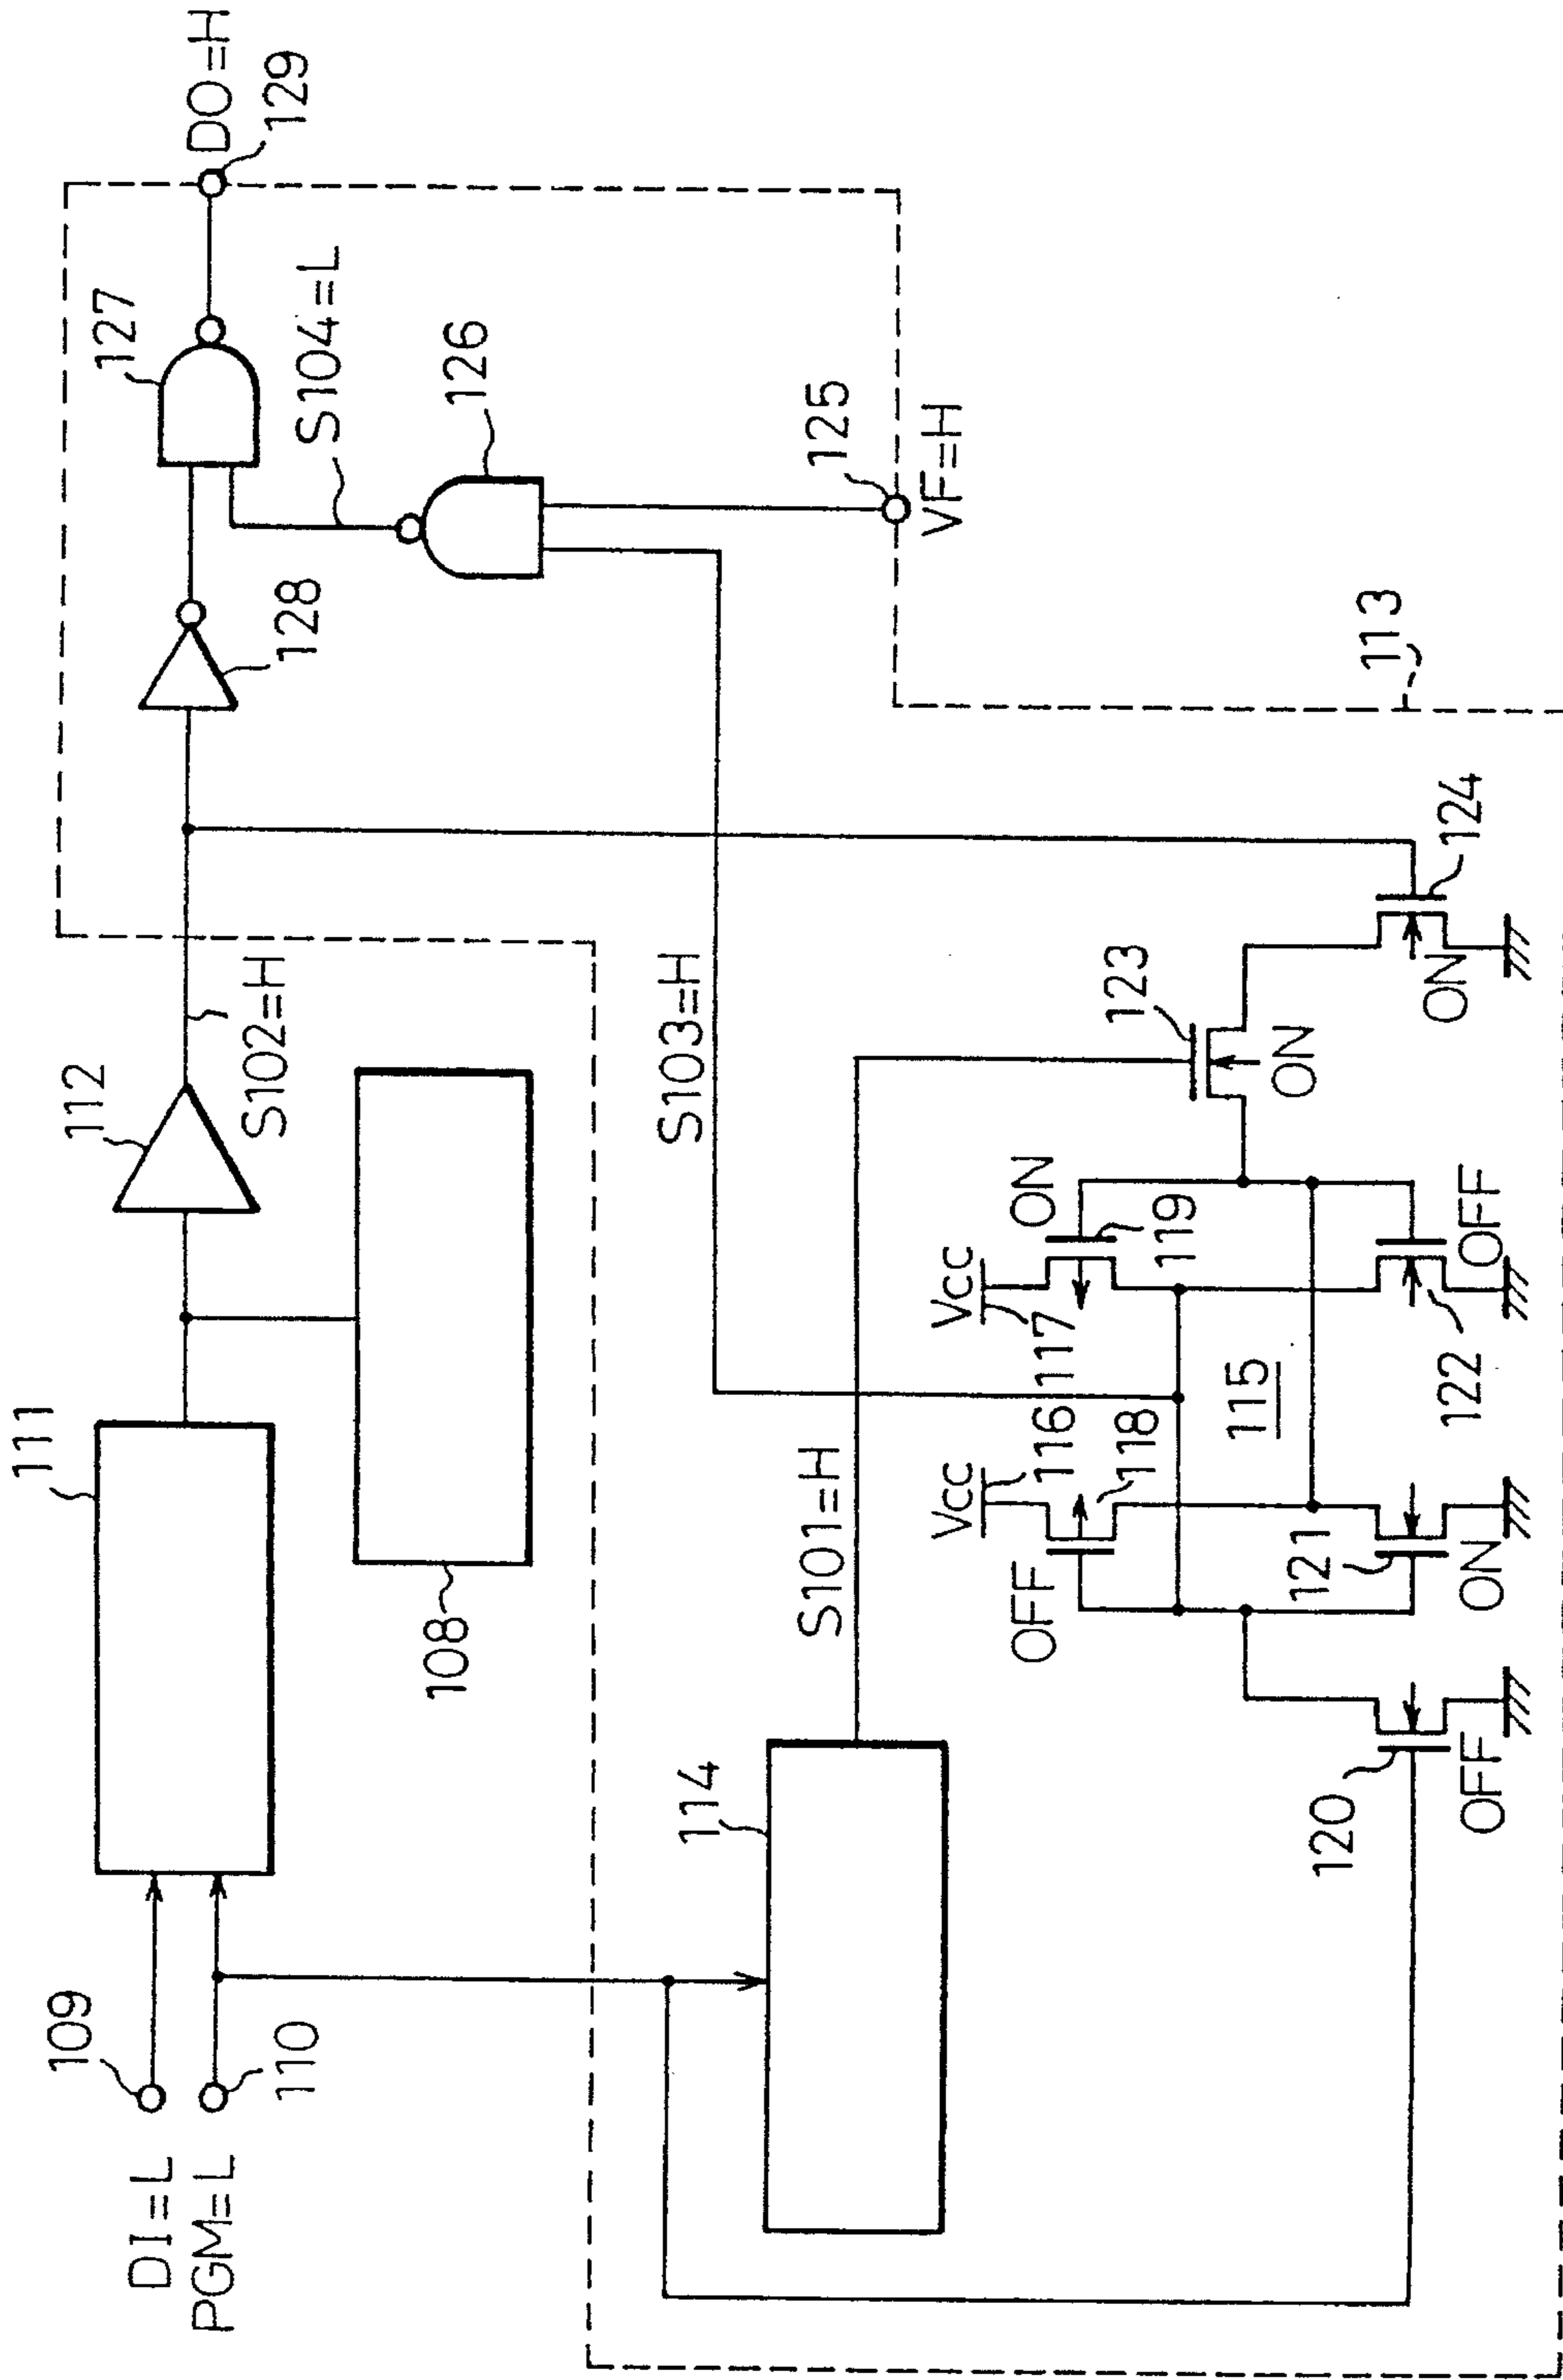 DI=L
109
PGM=L
110
111
108
112
S102=H
128
127
DO=H
129
S104=L
126
125
VF=H
113
S103=H
114
S101=H
Vcc
116
OFF
118
Vcc
117
ON
119
115
123
ON
124
ON
120
OFF
121
ON
122
OFF